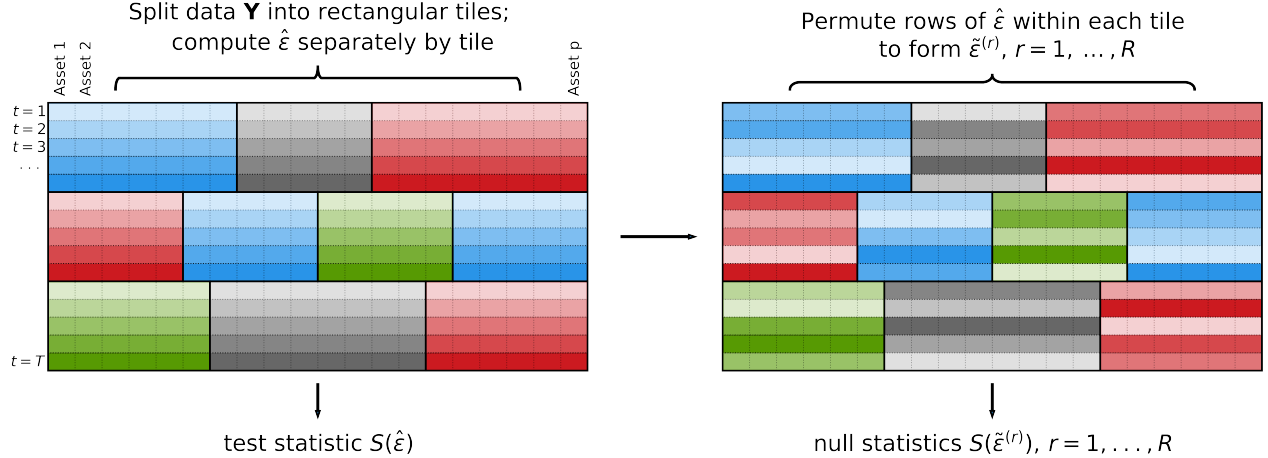 Split data Y into rectangular tiles;
compute ε̂ separately by tile
Asset 1
Asset 2
Asset p
t = 1
t = 2
t = 3
...
t = T
test statistic S(ε̂)
Permute rows of ε̂ within each tile
to form ε̃⁽ʳ⁾, r = 1, ..., R
null statistics S(ε̃⁽ʳ⁾), r = 1, ..., R